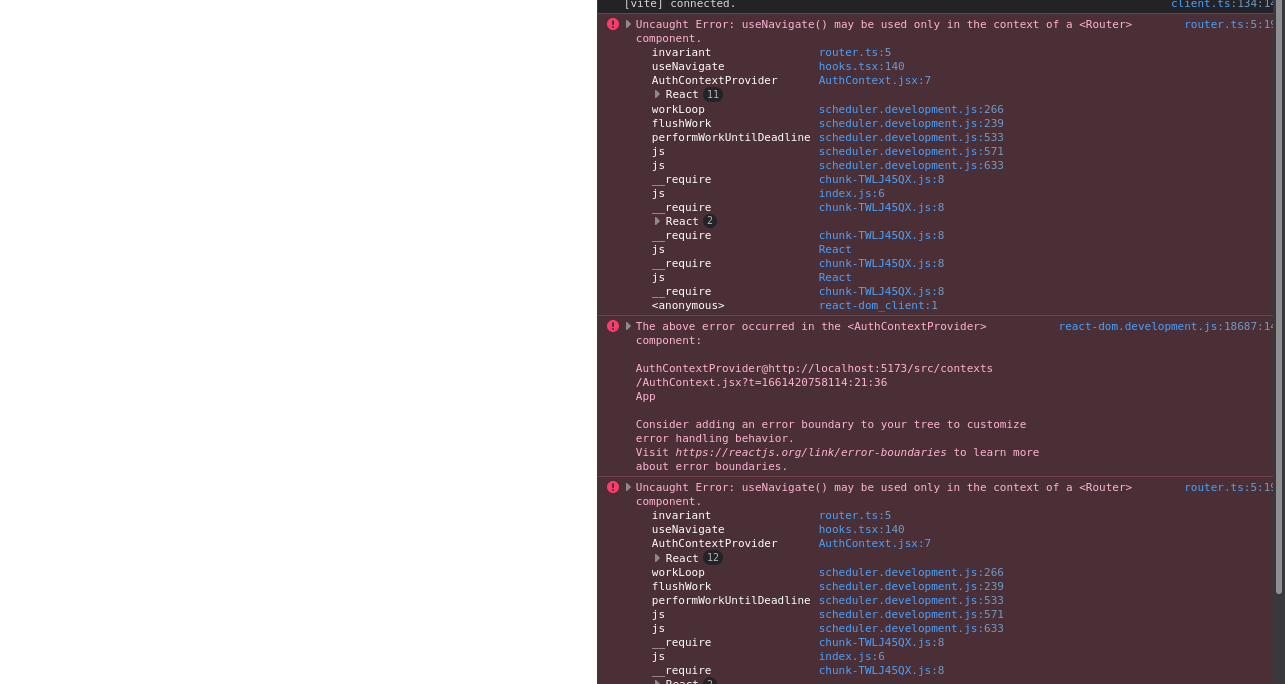 [vite] connected. client.ts:134:14
Uncaught Error: useNavigate() may be used only in the context of a <Router> router.ts:5:19
component.
invariant router.ts:5
useNavigate hooks.tsx:140
AuthContextProvider AuthContext.jsx:7
React 11
workLoop scheduler.development.js:266
flushWork scheduler.development.js:239
performWorkUntilDeadline scheduler.development.js:533
js scheduler.development.js:571
js scheduler.development.js:633
__require chunk-TWLJ45QX.js:8
js index.js:6
__require chunk-TWLJ45QX.js:8
React 2
__require chunk-TWLJ45QX.js:8
js React
__require chunk-TWLJ45QX.js:8
js React
__require chunk-TWLJ45QX.js:8
<anonymous> react-dom_client:1
The above error occurred in the <AuthContextProvider> react-dom.development.js:18687:14
component:
AuthContextProvider@http://localhost:5173/src/contexts
/AuthContext.jsx?t=1661420758114:21:36
App
Consider adding an error boundary to your tree to customize
error handling behavior.
Visit https://reactjs.org/link/error-boundaries to learn more
about error boundaries.
Uncaught Error: useNavigate() may be used only in the context of a <Router> router.ts:5:19
component.
invariant router.ts:5
useNavigate hooks.tsx:140
AuthContextProvider AuthContext.jsx:7
React 12
workLoop scheduler.development.js:266
flushWork scheduler.development.js:239
performWorkUntilDeadline scheduler.development.js:533
js scheduler.development.js:571
js scheduler.development.js:633
__require chunk-TWLJ45QX.js:8
js index.js:6
__require chunk-TWLJ45QX.js:8
React 2